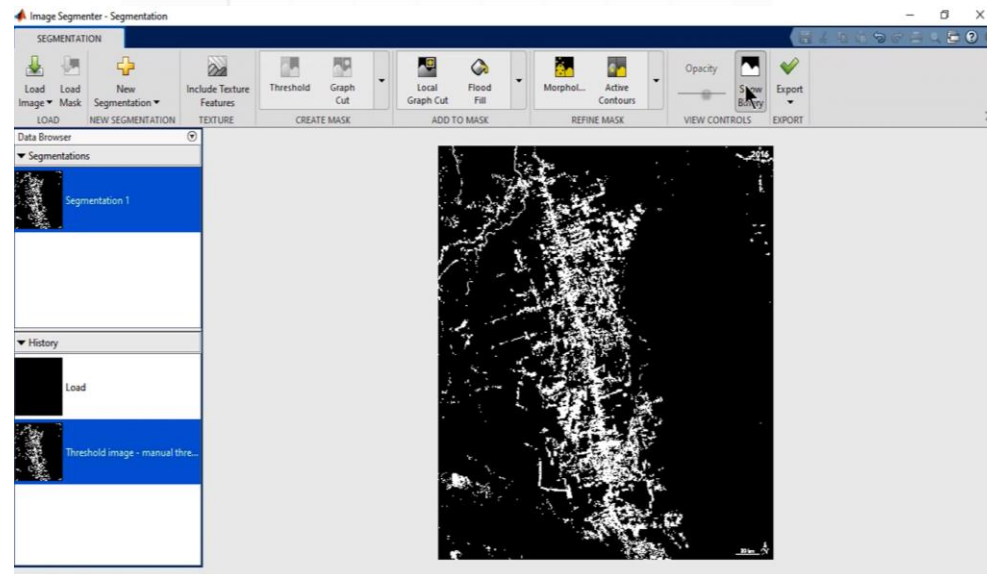 Image Segmenter - Segmentation
SEGMENTATION
Load Image
Load Mask
New Segmentation
Include Texture Features
Threshold
Graph Cut
Local Graph Cut
Flood Fill
Morphol...
Active Contours
Opacity
Show Binary
Export
LOAD
NEW SEGMENTATION
TEXTURE
CREATE MASK
ADD TO MASK
REFINE MASK
VIEW CONTROLS
EXPORT
Data Browser
Segmentations
Segmentation 1
2016
History
Load
Threshold image - manual thre...